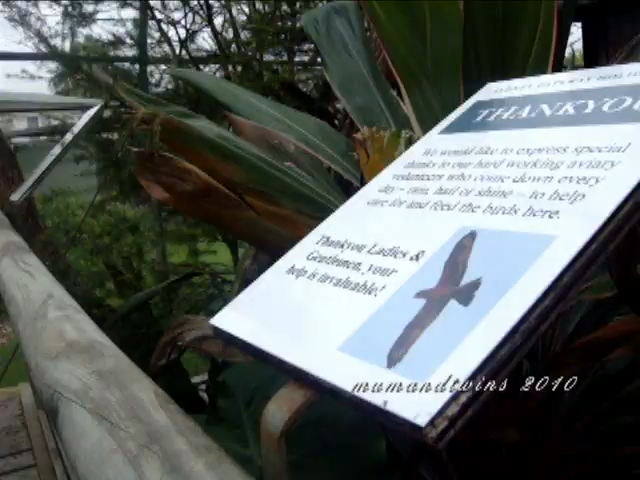 THANKYOU
We would like to express special
thanks to our hard working aviary
volunteers who come down every
day - rain, hail or shine - to help
care for and feed the birds here.
Thankyou Ladies &
Gentlemen, your
help is invaluable!
mumandtwins 2010